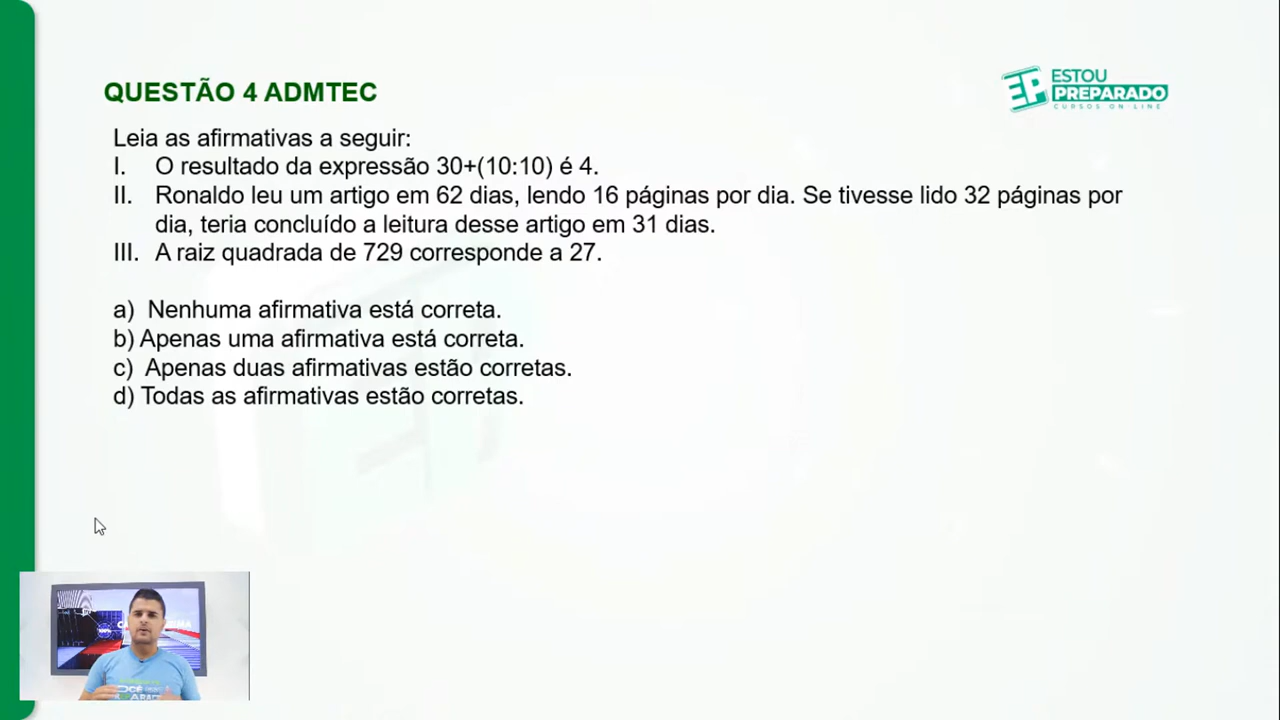 QUESTÃO 4 ADMTEC
ESTOU
PREPARADO
CURSOS ON LINE
Leia as afirmativas a seguir:
I. O resultado da expressão 30+(10:10) é 4.
II. Ronaldo leu um artigo em 62 dias, lendo 16 páginas por dia. Se tivesse lido 32 páginas por
dia, teria concluído a leitura desse artigo em 31 dias.
III. A raiz quadrada de 729 corresponde a 27.
a) Nenhuma afirmativa está correta.
b) Apenas uma afirmativa está correta.
c) Apenas duas afirmativas estão corretas.
d) Todas as afirmativas estão corretas.